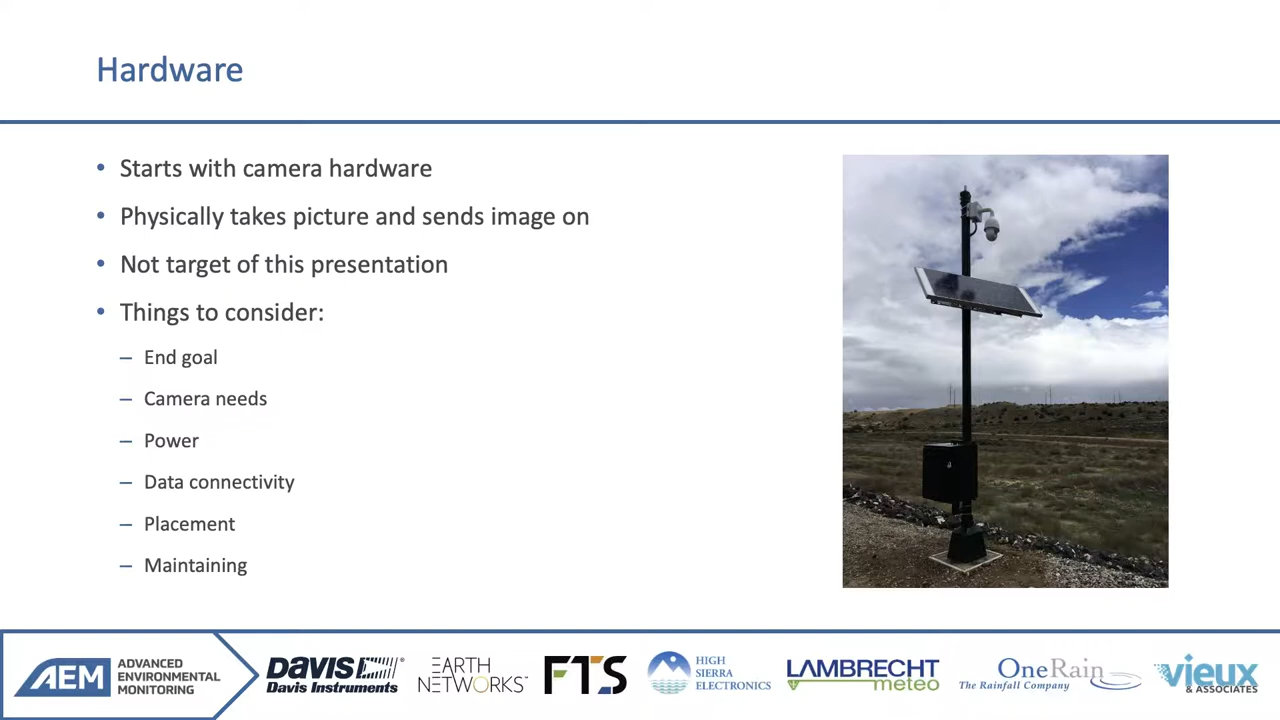 Hardware
• Starts with camera hardware
• Physically takes picture and sends image on
• Not target of this presentation
• Things to consider:
– End goal
– Camera needs
– Power
– Data connectivity
– Placement
– Maintaining
AEM ADVANCED ENVIRONMENTAL MONITORING
DAVIS® Davis Instruments
EARTH NETWORKS™
FTS
HIGH SIERRA ELECTRONICS
LAMBRECHT meteo
OneRain The Rainfall Company
vieux & ASSOCIATES